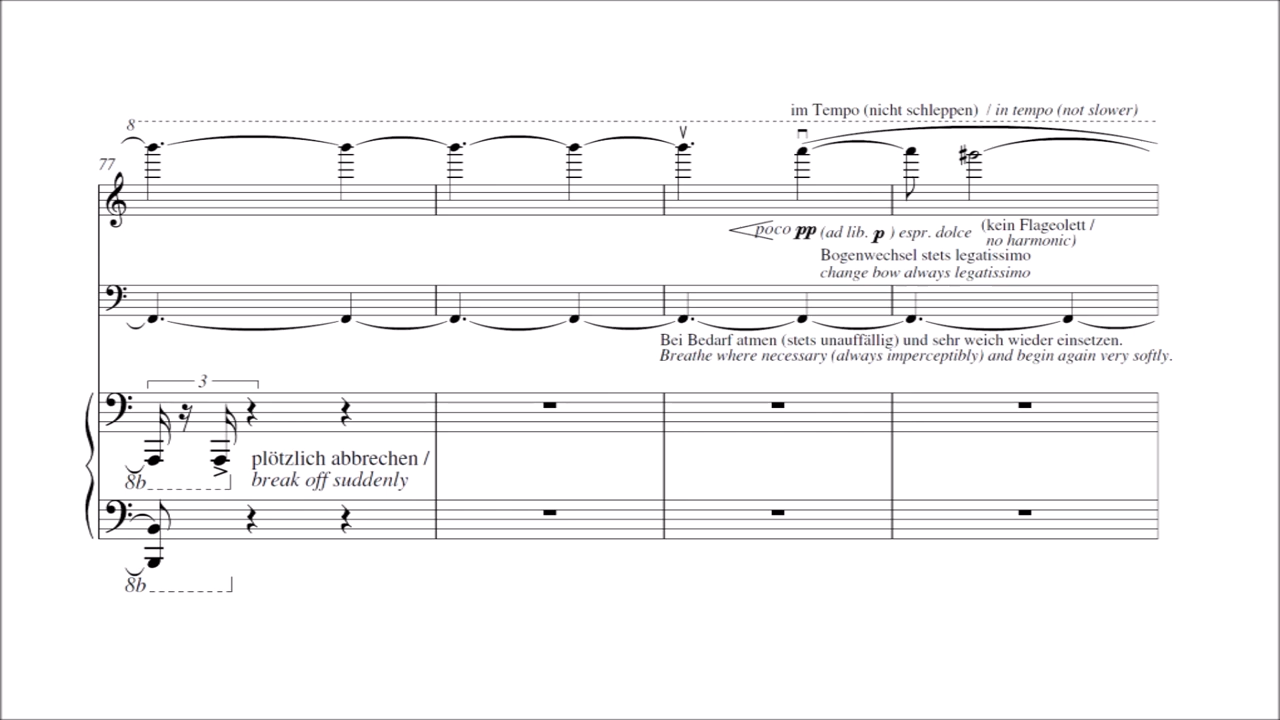 im Tempo (nicht schleppen) / in tempo (not slower)
8
77
poco pp (ad lib. p ) espr. dolce
(kein Flageolett /
no harmonic)
Bogenwechsel stets legatissimo
change bow always legatissimo
Bei Bedarf atmen (stets unauffällig) und sehr weich wieder einsetzen.
Breathe where necessary (always imperceptibly) and begin again very softly.
3
plötzlich abbrechen /
break off suddenly
8b
8b